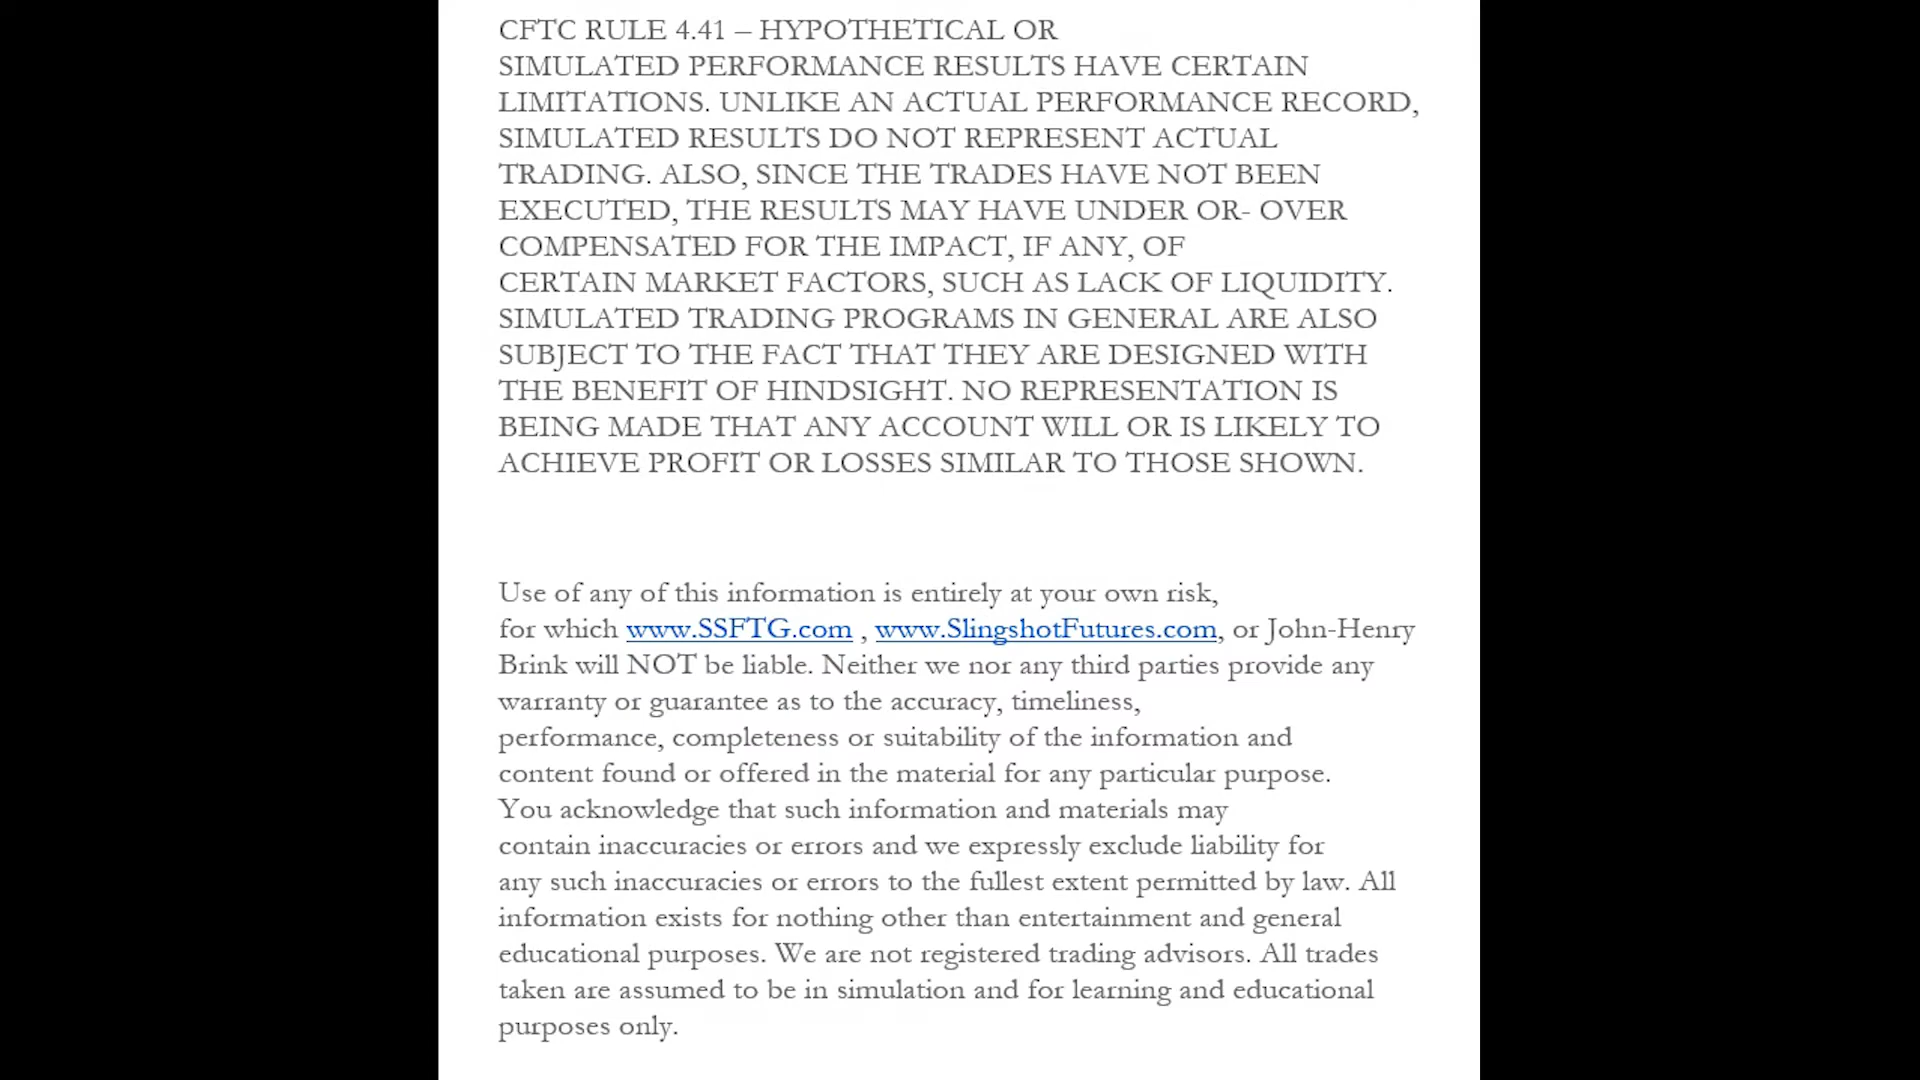 CFTC RULE 4.41 – HYPOTHETICAL OR
SIMULATED PERFORMANCE RESULTS HAVE CERTAIN
LIMITATIONS. UNLIKE AN ACTUAL PERFORMANCE RECORD,
SIMULATED RESULTS DO NOT REPRESENT ACTUAL
TRADING. ALSO, SINCE THE TRADES HAVE NOT BEEN
EXECUTED, THE RESULTS MAY HAVE UNDER OR- OVER
COMPENSATED FOR THE IMPACT, IF ANY, OF
CERTAIN MARKET FACTORS, SUCH AS LACK OF LIQUIDITY.
SIMULATED TRADING PROGRAMS IN GENERAL ARE ALSO
SUBJECT TO THE FACT THAT THEY ARE DESIGNED WITH
THE BENEFIT OF HINDSIGHT. NO REPRESENTATION IS
BEING MADE THAT ANY ACCOUNT WILL OR IS LIKELY TO
ACHIEVE PROFIT OR LOSSES SIMILAR TO THOSE SHOWN.
Use of any of this information is entirely at your own risk,
for which www.SSFTG.com , www.SlingshotFutures.com, or John-Henry
Brink will NOT be liable. Neither we nor any third parties provide any
warranty or guarantee as to the accuracy, timeliness,
performance, completeness or suitability of the information and
content found or offered in the material for any particular purpose.
You acknowledge that such information and materials may
contain inaccuracies or errors and we expressly exclude liability for
any such inaccuracies or errors to the fullest extent permitted by law. All
information exists for nothing other than entertainment and general
educational purposes. We are not registered trading advisors. All trades
taken are assumed to be in simulation and for learning and educational
purposes only.